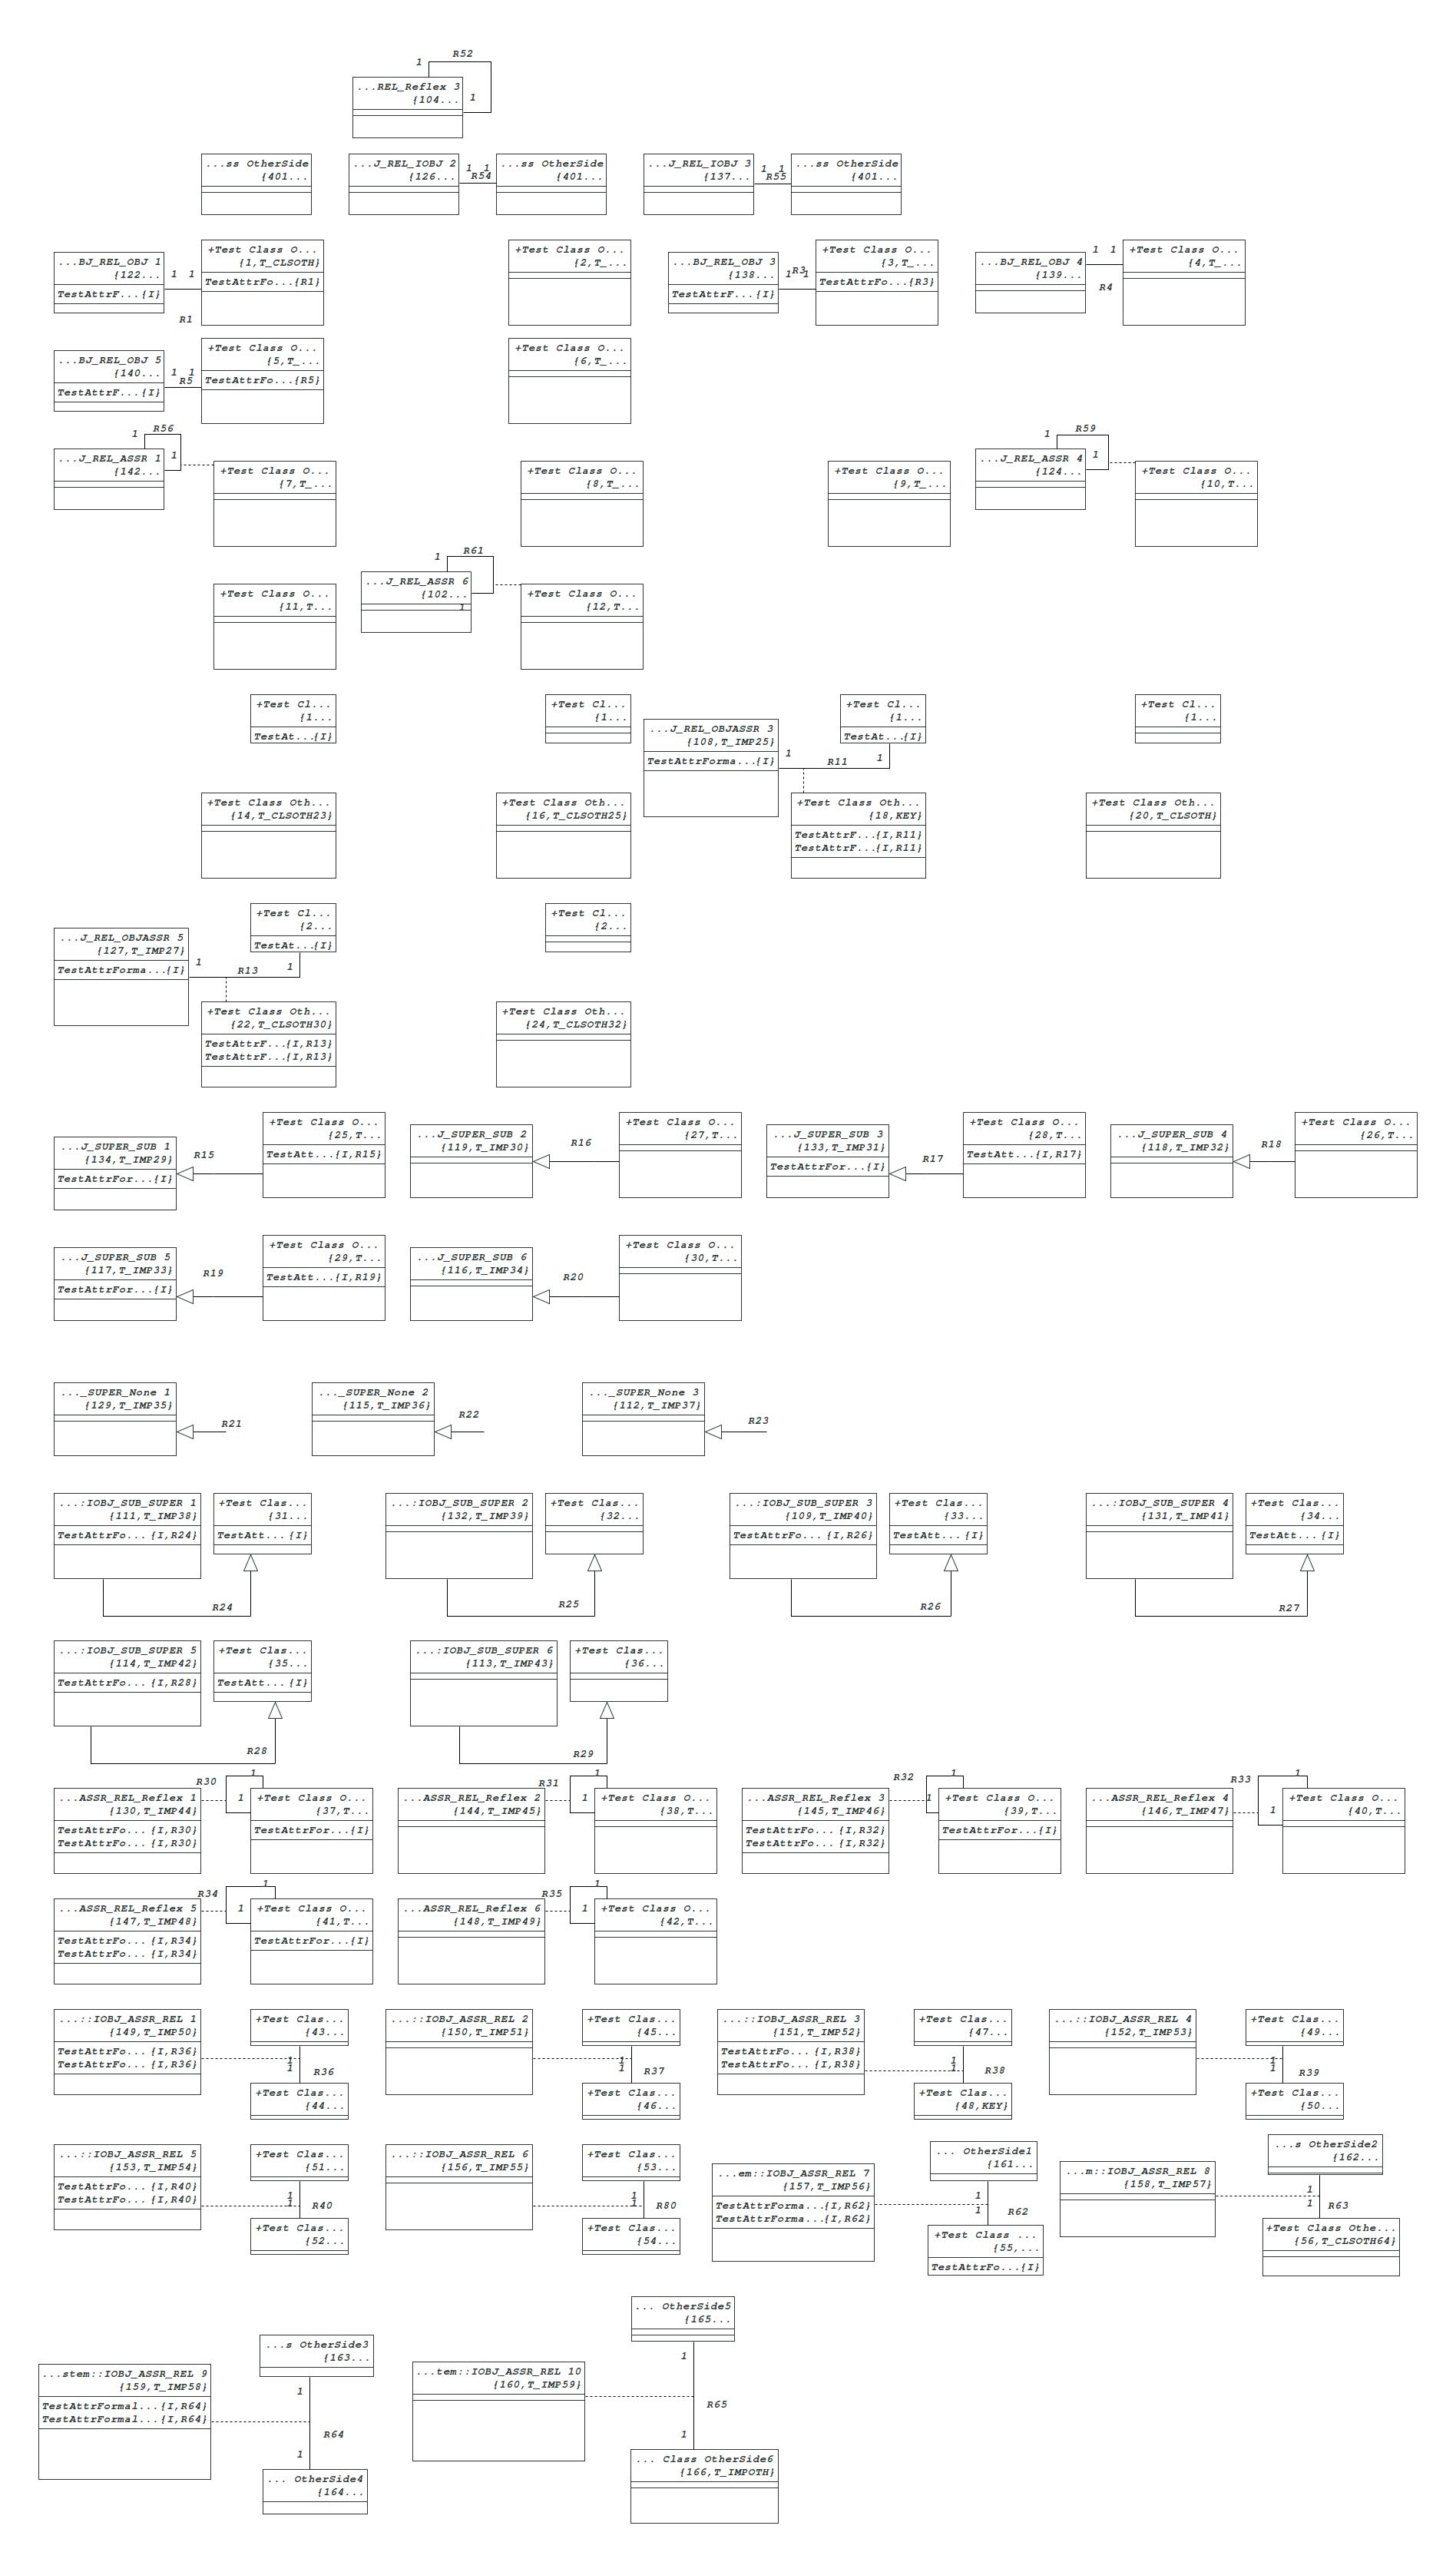 R52
1
...REL_Reflex 3
{104...
1
...ss OtherSide
{401...
...J_REL_IOBJ 2
{126...
1 1
R54
...ss OtherSide
{401...
...J_REL_IOBJ 3
{137...
1 1
R55
...ss OtherSide
{401...
...BJ_REL_OBJ 1
{122...
TestAttrF...{I}
1 1
R1
+Test Class O...
{1,T_CLSOTH}
TestAttrFo...{R1}
+Test Class O...
{2,T_...
...BJ_REL_OBJ 3
{138...
TestAttrF...{I}
1 1
R3
+Test Class O...
{3,T_...
TestAttrFo...{R3}
...BJ_REL_OBJ 4
{139...
1 1
R4
+Test Class O...
{4,T_...
...BJ_REL_OBJ 5
{140...
TestAttrF...{I}
1 1
R5
+Test Class O...
{5,T_...
TestAttrFo...{R5}
+Test Class O...
{6,T_...
R56
1
...J_REL_ASSR 1
{142...
1
+Test Class O...
{7,T_...
+Test Class O...
{8,T_...
+Test Class O...
{9,T_...
R59
1
...J_REL_ASSR 4
{124...
1
+Test Class O...
{10,T...
+Test Class O...
{11,T...
R61
1
...J_REL_ASSR 6
{102...
1
+Test Class O...
{12,T...
+Test Cl...
{1...
TestAt...{I}
+Test Cl...
{1...
...J_REL_OBJASSR 3
{108,T_IMP25}
TestAttrForma...{I}
1
R11
1
+Test Cl...
{1...
TestAt...{I}
+Test Cl...
{1...
+Test Class Oth...
{14,T_CLSOTH23}
+Test Class Oth...
{16,T_CLSOTH25}
+Test Class Oth...
{18,KEY}
TestAttrF...{I,R11}
TestAttrF...{I,R11}
+Test Class Oth...
{20,T_CLSOTH}
...J_REL_OBJASSR 5
{127,T_IMP27}
TestAttrForma...{I}
1
R13
1
+Test Cl...
{2...
TestAt...{I}
+Test Cl...
{2...
+Test Class Oth...
{22,T_CLSOTH30}
TestAttrF...{I,R13}
TestAttrF...{I,R13}
+Test Class Oth...
{24,T_CLSOTH32}
...J_SUPER_SUB 1
{134,T_IMP29}
TestAttrFor...{I}
R15
+Test Class O...
{25,T...
TestAtt...{I,R15}
...J_SUPER_SUB 2
{119,T_IMP30}
R16
+Test Class O...
{27,T...
...J_SUPER_SUB 3
{133,T_IMP31}
TestAttrFor...{I}
R17
+Test Class O...
{28,T...
TestAtt...{I,R17}
...J_SUPER_SUB 4
{118,T_IMP32}
R18
+Test Class O...
{26,T...
...J_SUPER_SUB 5
{117,T_IMP33}
TestAttrFor...{I}
R19
+Test Class O...
{29,T...
TestAtt...{I,R19}
...J_SUPER_SUB 6
{116,T_IMP34}
R20
+Test Class O...
{30,T...
..._SUPER_None 1
{129,T_IMP35}
R21
..._SUPER_None 2
{115,T_IMP36}
R22
..._SUPER_None 3
{112,T_IMP37}
R23
...:IOBJ_SUB_SUPER 1
{111,T_IMP38}
TestAttrFo...{I,R24}
+Test Clas...
{31...
TestAtt...{I}
R24
...:IOBJ_SUB_SUPER 2
{132,T_IMP39}
+Test Clas...
{32...
R25
...:IOBJ_SUB_SUPER 3
{109,T_IMP40}
TestAttrFo...{I,R26}
+Test Clas...
{33...
TestAtt...{I}
R26
...:IOBJ_SUB_SUPER 4
{131,T_IMP41}
+Test Clas...
{34...
TestAtt...{I}
R27
...:IOBJ_SUB_SUPER 5
{114,T_IMP42}
TestAttrFo...{I,R28}
+Test Clas...
{35...
TestAtt...{I}
R28
...:IOBJ_SUB_SUPER 6
{113,T_IMP43}
+Test Clas...
{36...
R29
...ASSR_REL_Reflex 1
{130,T_IMP44}
TestAttrFo...{I,R30}
TestAttrFo...{I,R30}
R30
1
1
+Test Class O...
{37,T...
TestAttrFor...{I}
...ASSR_REL_Reflex 2
{144,T_IMP45}
R31
1
1
+Test Class O...
{38,T...
...ASSR_REL_Reflex 3
{145,T_IMP46}
TestAttrFo...{I,R32}
TestAttrFo...{I,R32}
R32
1
1
+Test Class O...
{39,T...
TestAttrFor...{I}
...ASSR_REL_Reflex 4
{146,T_IMP47}
R33
1
1
+Test Class O...
{40,T...
...ASSR_REL_Reflex 5
{147,T_IMP48}
TestAttrFo...{I,R34}
TestAttrFo...{I,R34}
R34
1
1
+Test Class O...
{41,T...
TestAttrFor...{I}
...ASSR_REL_Reflex 6
{148,T_IMP49}
R35
1
1
+Test Class O...
{42,T...
...::IOBJ_ASSR_REL 1
{149,T_IMP50}
TestAttrFo...{I,R36}
TestAttrFo...{I,R36}
+Test Clas...
{43...
1
1
R36
+Test Clas...
{44...
...::IOBJ_ASSR_REL 2
{150,T_IMP51}
+Test Clas...
{45...
1
1
R37
+Test Clas...
{46...
...::IOBJ_ASSR_REL 3
{151,T_IMP52}
TestAttrFo...{I,R38}
TestAttrFo...{I,R38}
+Test Clas...
{47...
1
1
R38
+Test Clas...
{48,KEY}
...::IOBJ_ASSR_REL 4
{152,T_IMP53}
+Test Clas...
{49...
1
1
R39
+Test Clas...
{50...
...::IOBJ_ASSR_REL 5
{153,T_IMP54}
TestAttrFo...{I,R40}
TestAttrFo...{I,R40}
+Test Clas...
{51...
1
1
R40
+Test Clas...
{52...
...::IOBJ_ASSR_REL 6
{156,T_IMP55}
+Test Clas...
{53...
1
1
R80
+Test Clas...
{54...
...em::IOBJ_ASSR_REL 7
{157,T_IMP56}
TestAttrForma...{I,R62}
TestAttrForma...{I,R62}
... OtherSide1
{161...
1
1
R62
+Test Class ...
{55,...
TestAttrFo...{I}
...m::IOBJ_ASSR_REL 8
{158,T_IMP57}
...s OtherSide2
{162...
1
1
R63
+Test Class Othe...
{56,T_CLSOTH64}
...stem::IOBJ_ASSR_REL 9
{159,T_IMP58}
TestAttrFormal...{I,R64}
TestAttrFormal...{I,R64}
...s OtherSide3
{163...
1
R64
1
... OtherSide4
{164...
...tem::IOBJ_ASSR_REL 10
{160,T_IMP59}
... OtherSide5
{165...
1
R65
1
... Class OtherSide6
{166,T_IMPOTH}